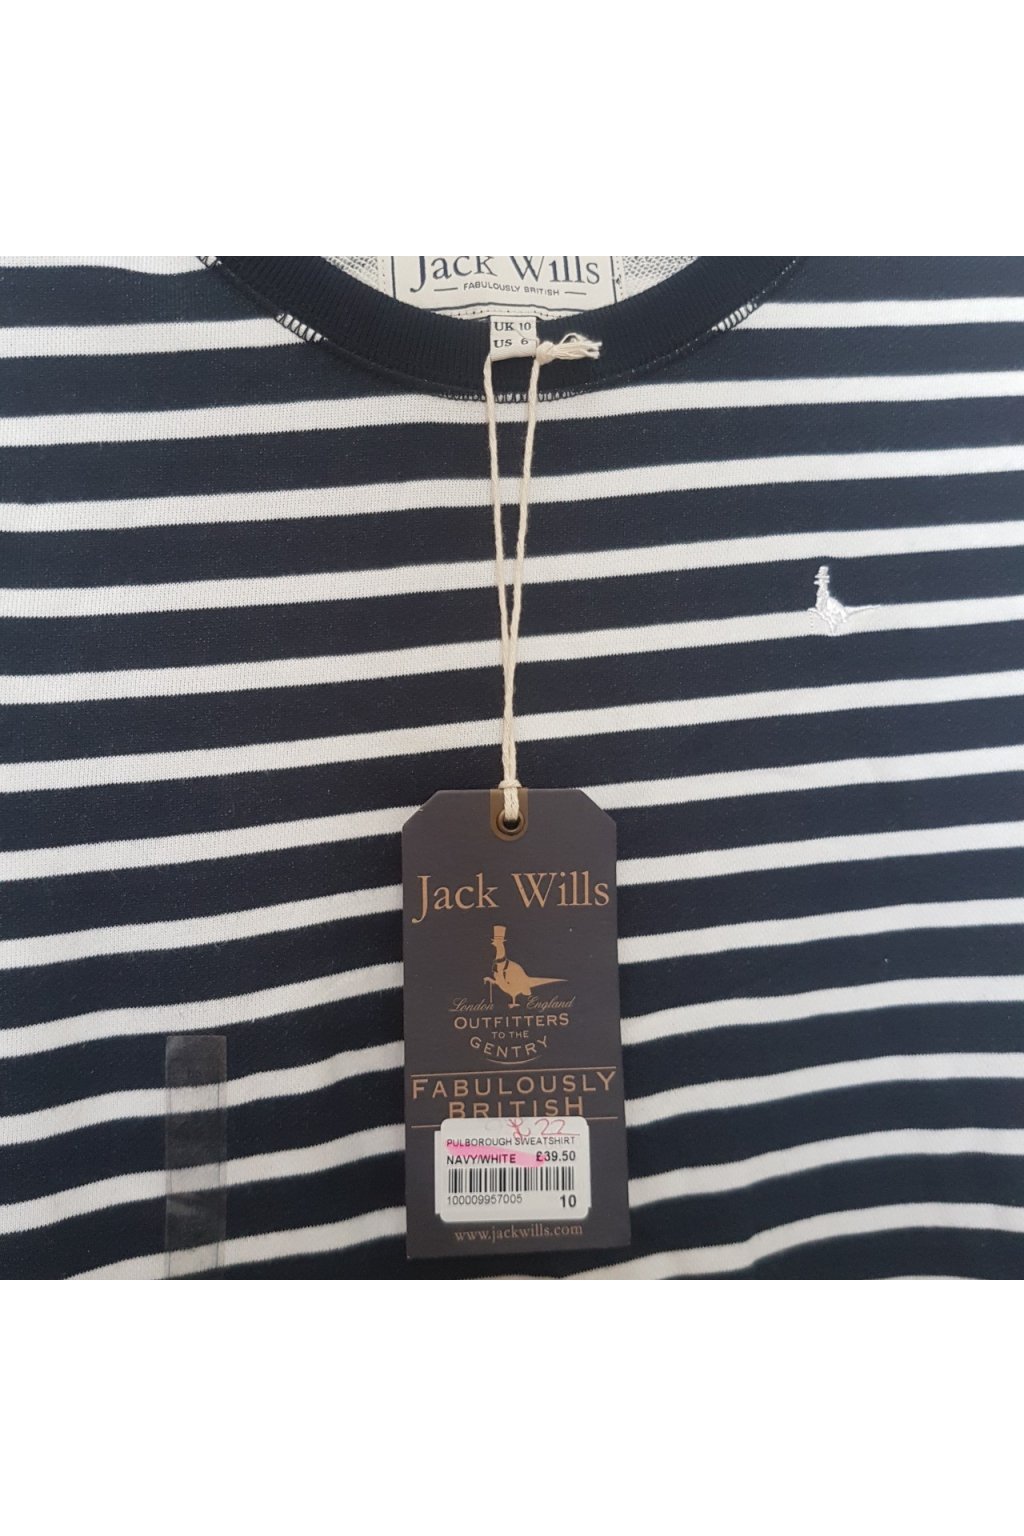 Jack Wills
FABULOUSLY BRITISH
UK 10
US 6
Jack Wills
London England
OUTFITTERS
TO THE
GENTRY
FABULOUSLY
BRITISH
£22
PULBOROUGH SWEATSHIRT
NAVY/WHITE £39.50
100009957005 10
www.jackwills.com